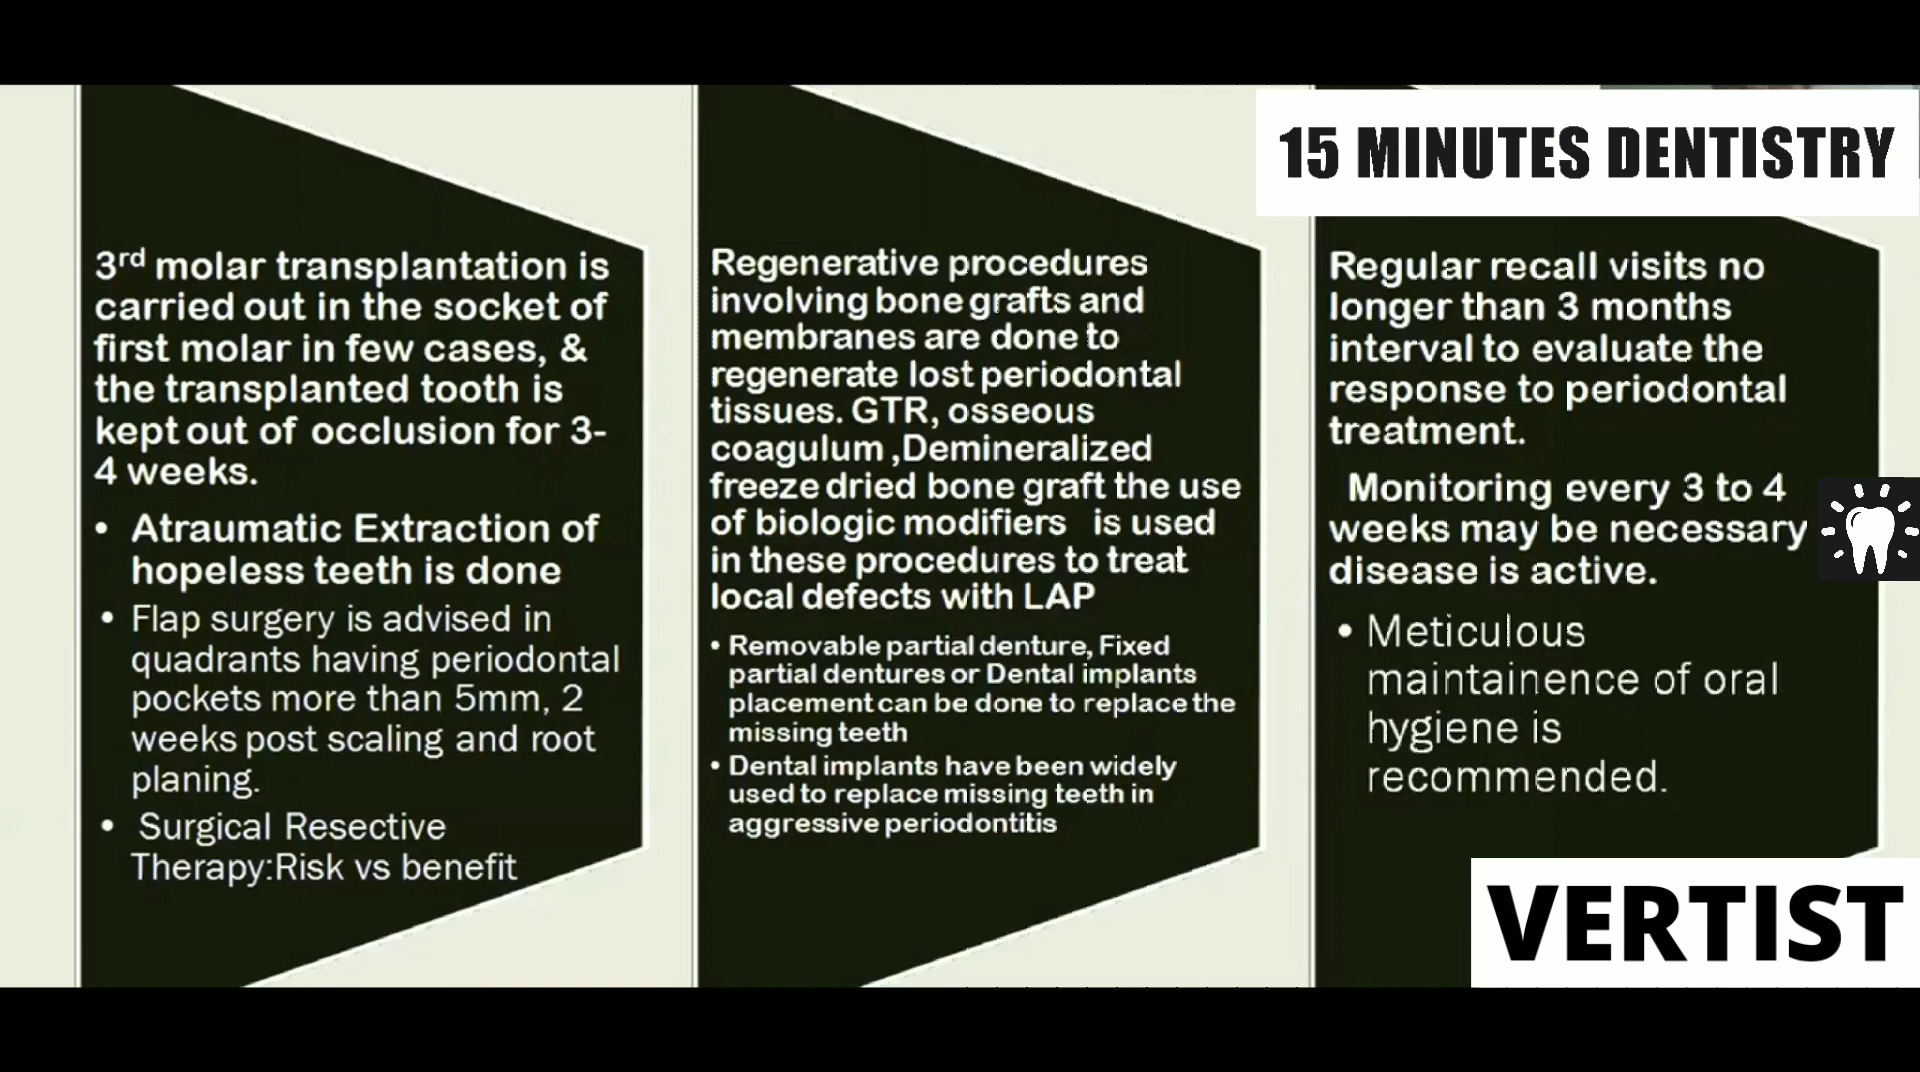 15 MINUTES DENTISTRY
3rd molar transplantation is
carried out in the socket of
first molar in few cases, &
the transplanted tooth is
kept out of occlusion for 3-
4 weeks.
• Atraumatic Extraction of
hopeless teeth is done
• Flap surgery is advised in
quadrants having periodontal
pockets more than 5mm, 2
weeks post scaling and root
planing.
• Surgical Resective
Therapy:Risk vs benefit
Regenerative procedures
involving bone grafts and
membranes are done to
regenerate lost periodontal
tissues. GTR, osseous
coagulum ,Demineralized
freeze dried bone graft the use
of biologic modifiers is used
in these procedures to treat
local defects with LAP
• Removable partial denture, Fixed
partial dentures or Dental implants
placement can be done to replace the
missing teeth
• Dental implants have been widely
used to replace missing teeth in
aggressive periodontitis
Regular recall visits no
longer than 3 months
interval to evaluate the
response to periodontal
treatment.
Monitoring every 3 to 4
weeks may be necessary
disease is active.
• Meticulous
maintainence of oral
hygiene is
recommended.
VERTIST